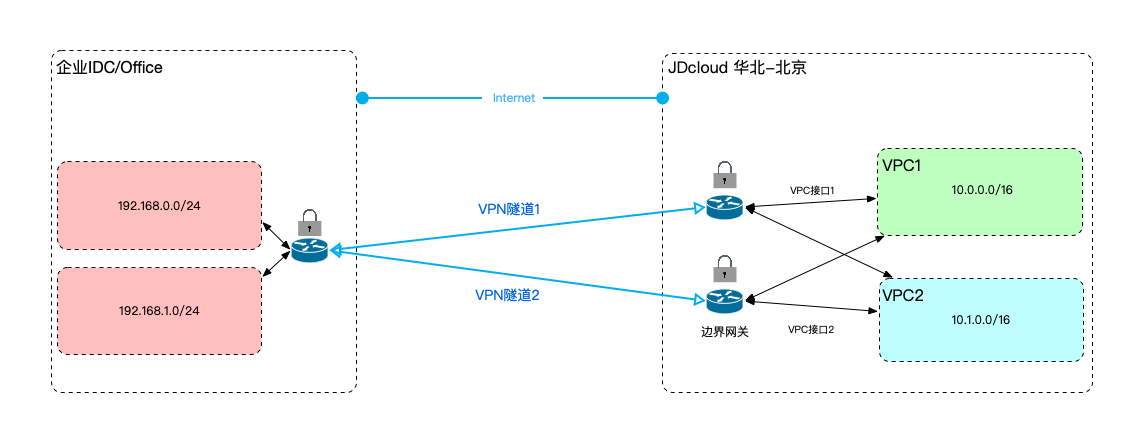 企业IDC/Office
JDcloud 华北-北京
Internet
VPC1
192.168.0.0/24
VPN隧道1
VPC接口1
10.0.0.0/16
192.168.1.0/24
VPN隧道2
VPC2
10.1.0.0/16
边界网关
VPC接口2